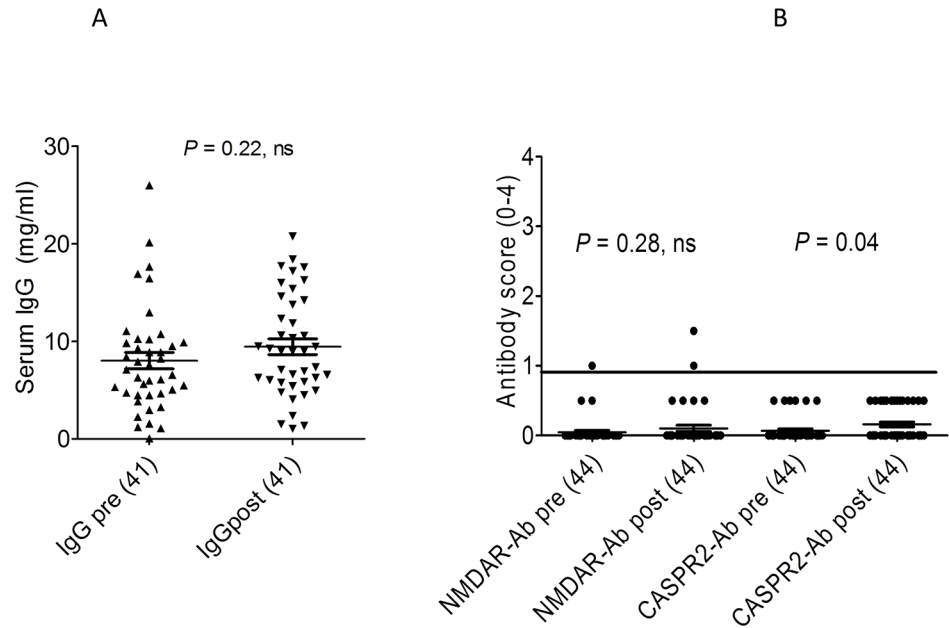 A
B
30
20
10
0
Serum IgG (mg/ml)
P = 0.22, ns
IgG pre (41)
IgGpost (41)
4
3
2
1
0
Antibody score (0-4)
P = 0.28, ns
P = 0.04
NMDAR-Ab pre (44)
NMDAR-Ab post (44)
CASPR2-Ab pre (44)
CASPR2-Ab post (44)